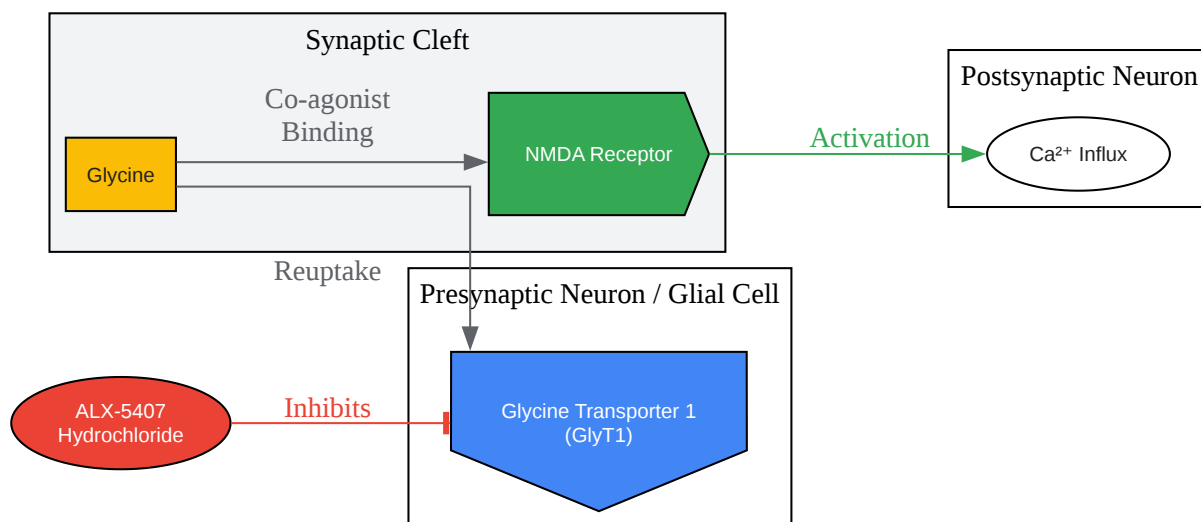 Synaptic Cleft
Co-agonist
Binding
Glycine
NMDA Receptor
Activation
Postsynaptic Neuron
Ca²⁺ Influx
Reuptake
Presynaptic Neuron / Glial Cell
ALX-5407
Hydrochloride
Inhibits
Glycine Transporter 1
(GlyT1)